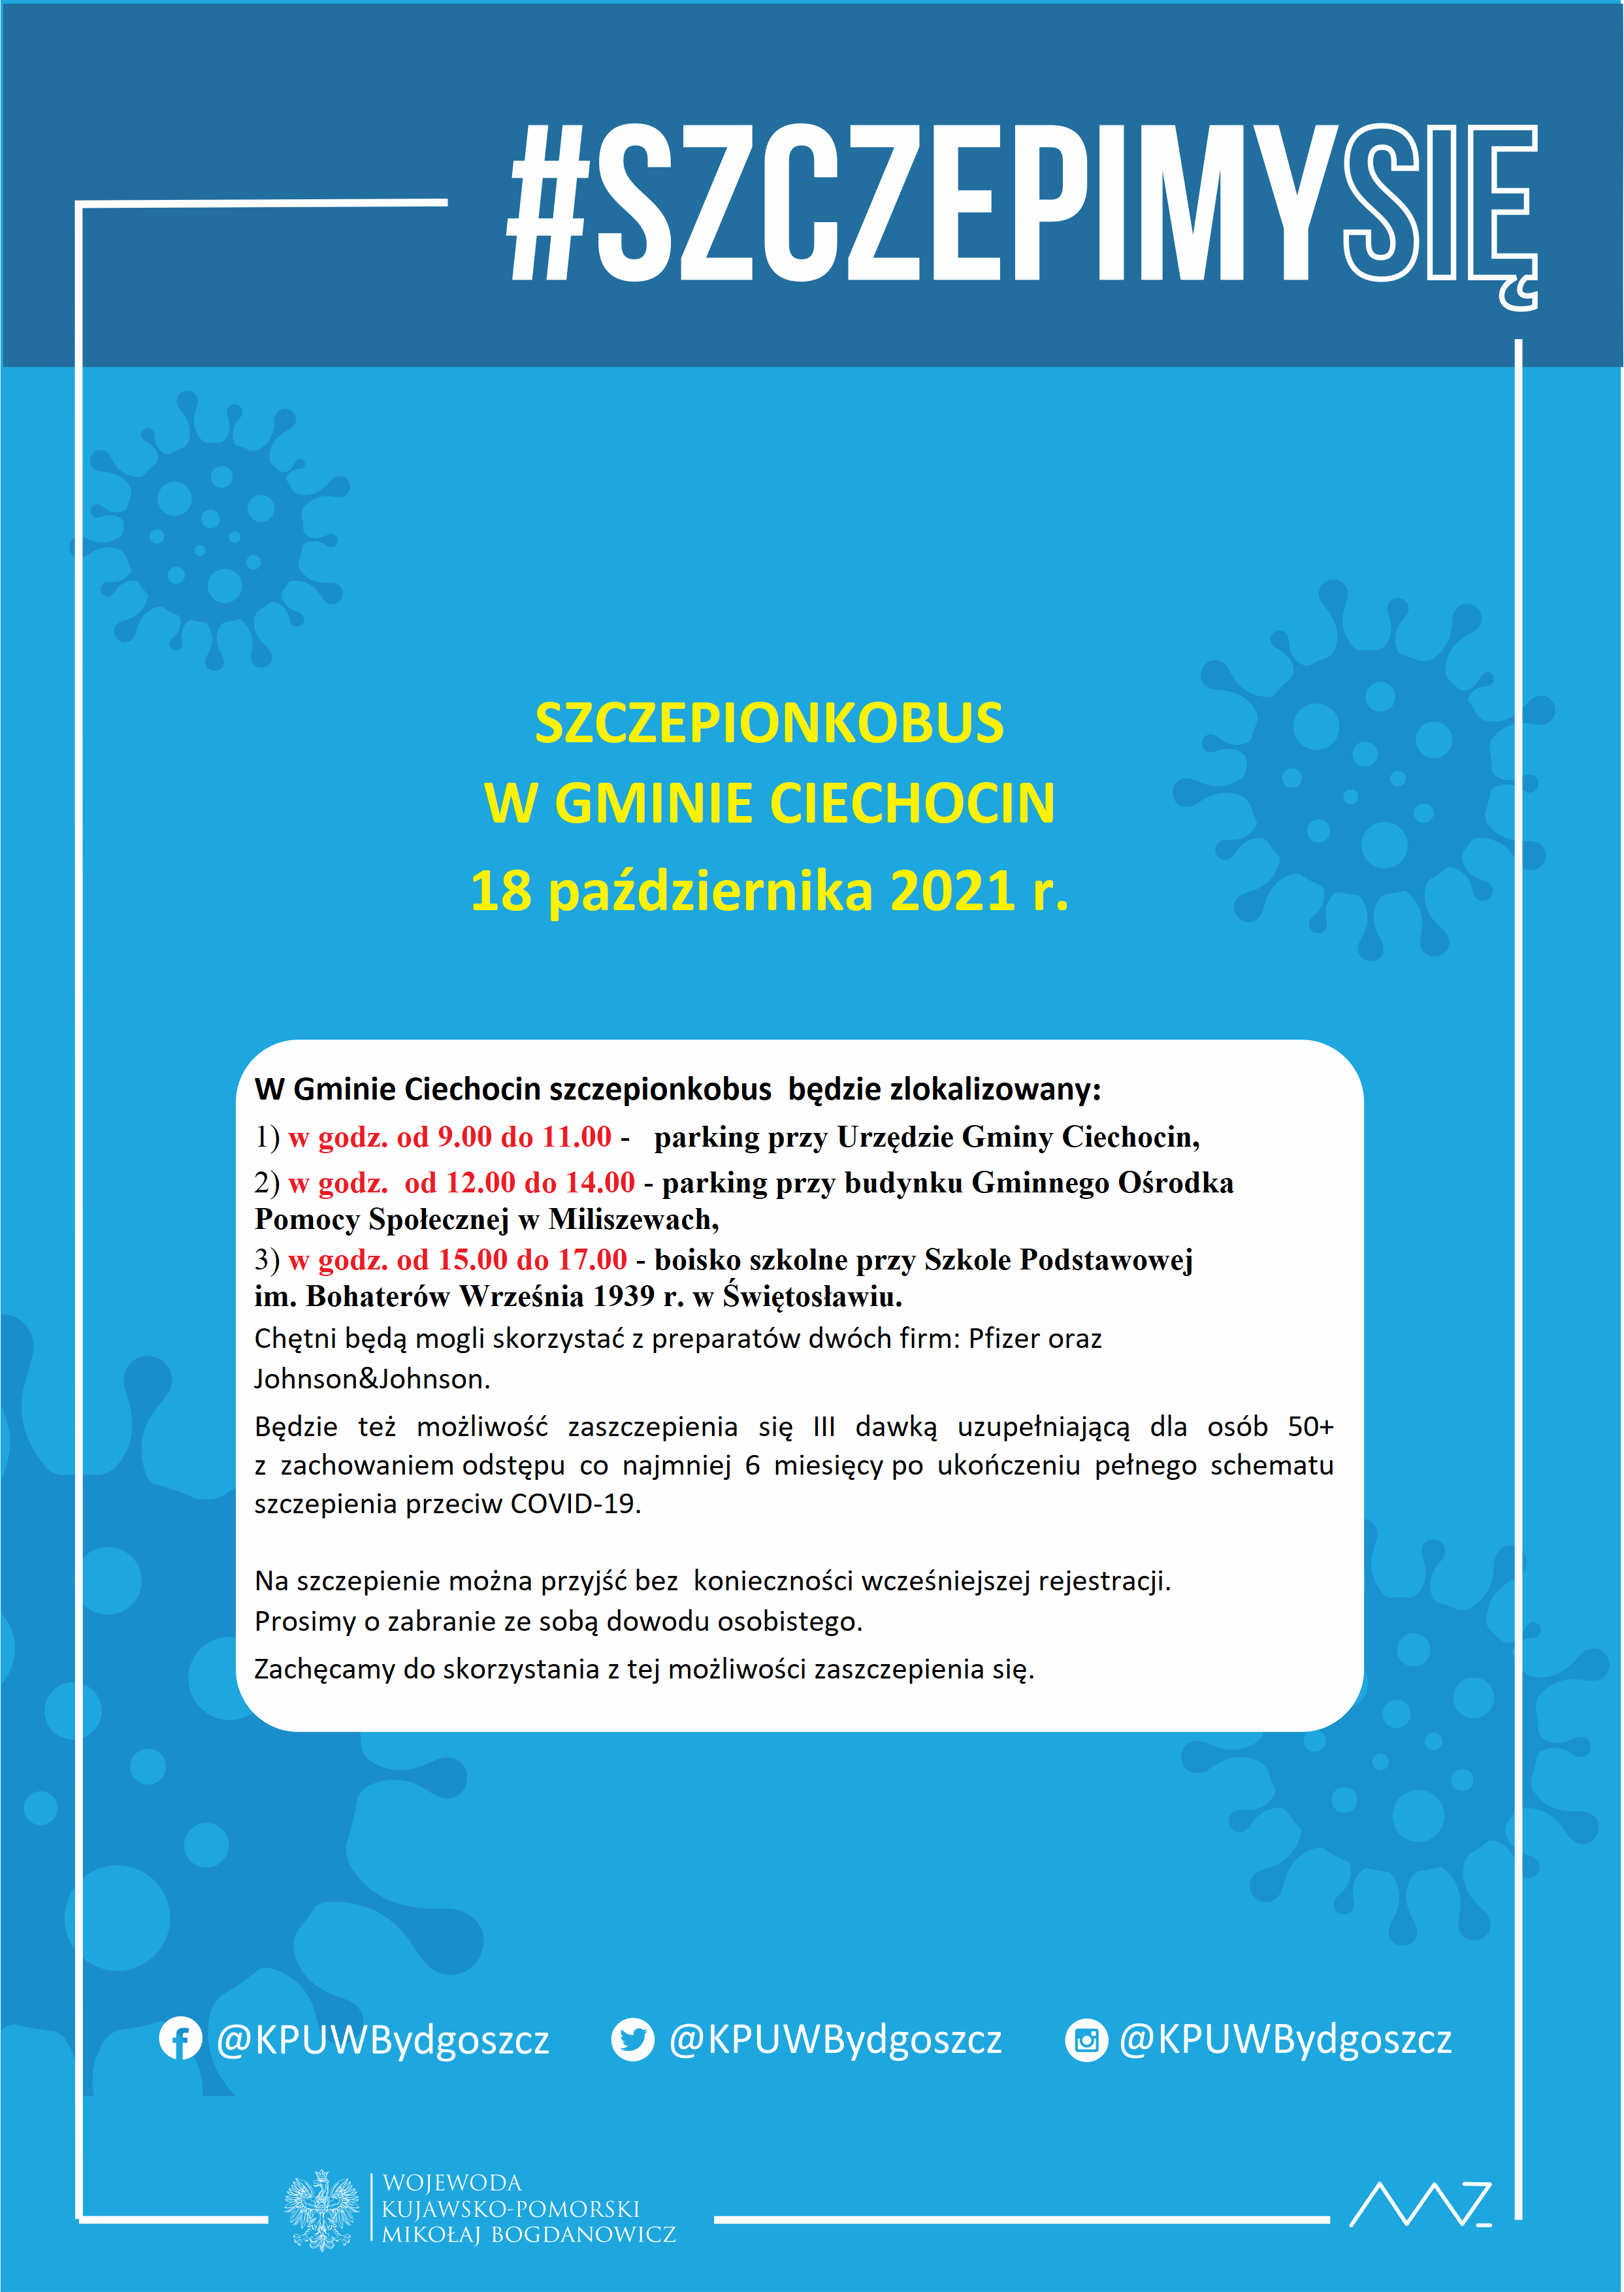 #SZCZEPIMYSIĘ
SZCZEPIONKOBUS
W GMINIE CIECHOCIN
18 października 2021 r.
W Gminie Ciechocin szczepionkobus będzie zlokalizowany:
1) w godz. od 9.00 do 11.00 - parking przy Urzędzie Gminy Ciechocin,
2) w godz. od 12.00 do 14.00 - parking przy budynku Gminnego Ośrodka
Pomocy Społecznej w Miliszewach,
3) w godz. od 15.00 do 17.00 - boisko szkolne przy Szkole Podstawowej
im. Bohaterów Września 1939 r. w Świętosławiu.
Chętni będą mogli skorzystać z preparatów dwóch firm: Pfizer oraz
Johnson&Johnson.
Będzie też możliwość zaszczepienia się III dawką uzupełniającą dla osób 50+
z zachowaniem odstępu co najmniej 6 miesięcy po ukończeniu pełnego schematu
szczepienia przeciw COVID-19.
Na szczepienie można przyjść bez konieczności wcześniejszej rejestracji.
Prosimy o zabranie ze sobą dowodu osobistego.
Zachęcamy do skorzystania z tej możliwości zaszczepienia się.
@KPUWBydgoszcz @KPUWBydgoszcz @KPUWBydgoszcz
WOJEWODA
KUJAWSKO-POMORSKI
MIKOŁAJ BOGDANOWICZ
MZ